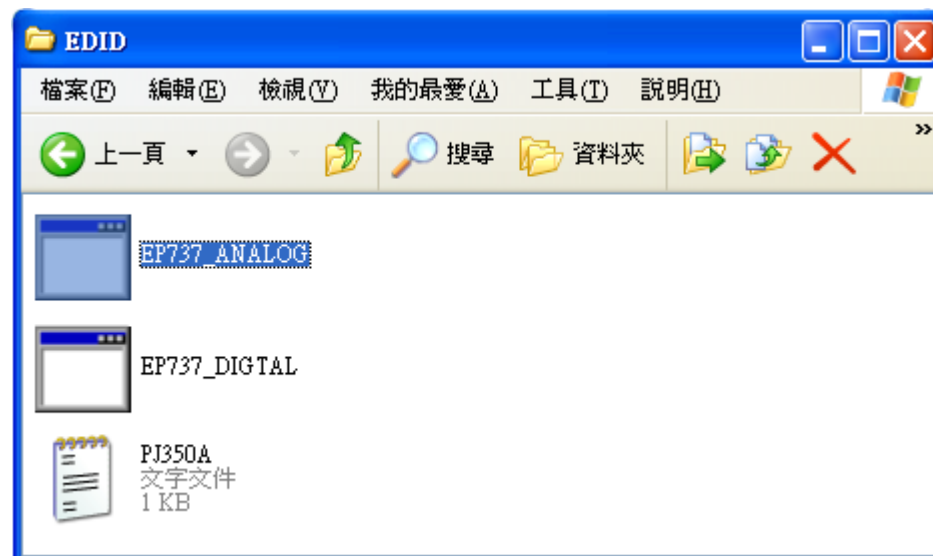 EDID
檔案(F) 編輯(E) 檢視(V) 我的最愛(A) 工具(T) 說明(H)
上一頁 搜尋 資料夾 »
EP737_ANALOG
EP737_DIGTAL
PJ350A
文字文件
1 KB